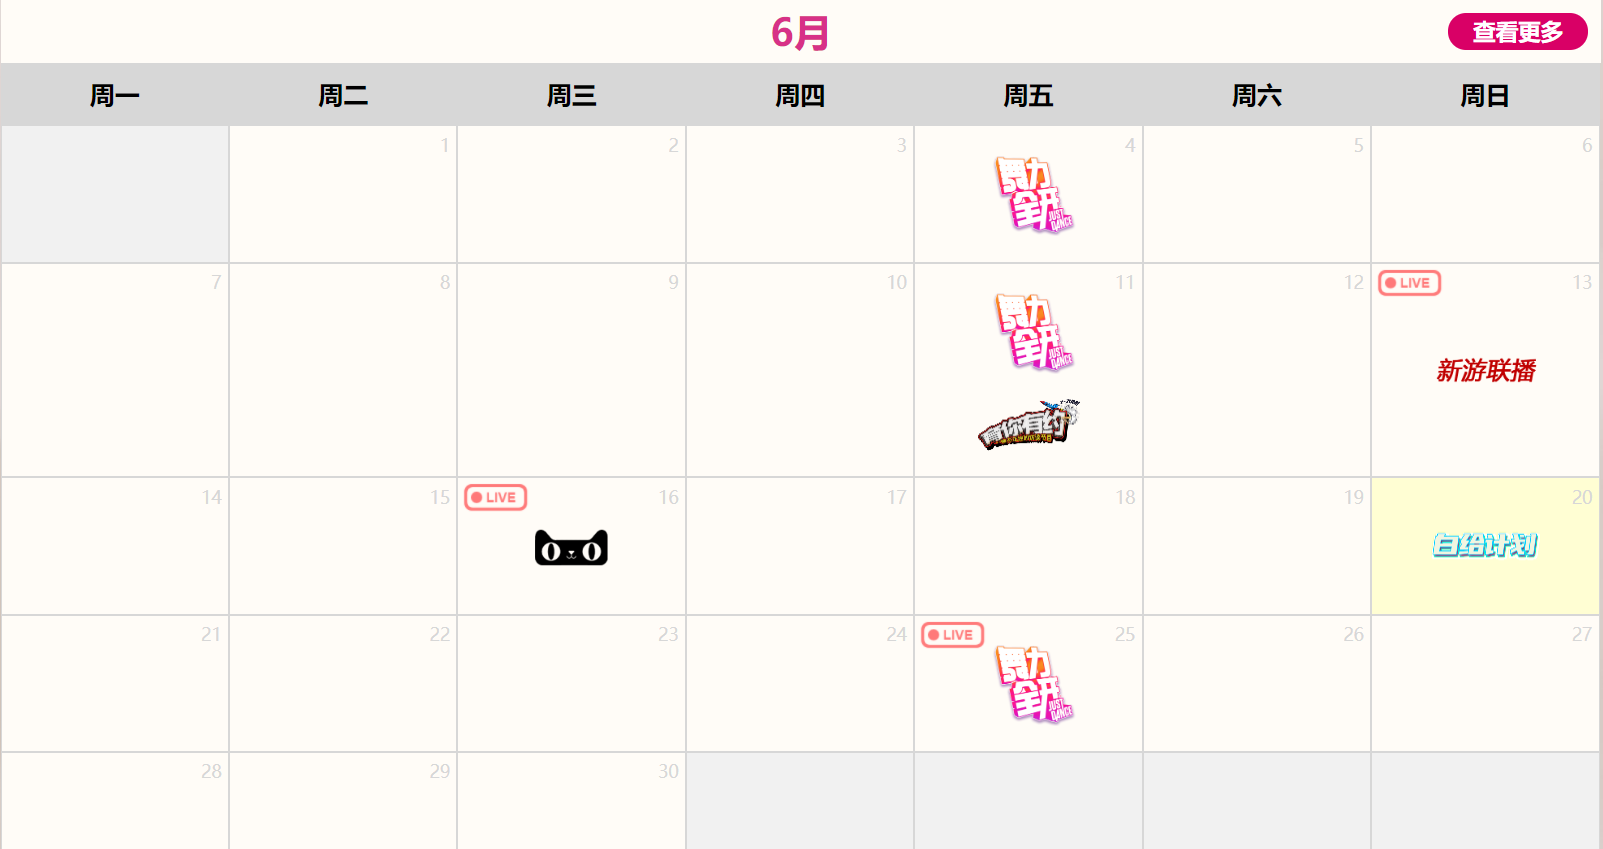 6月
查看更多
周一 周二 周三 周四 周五 周六 周日
1 2 3 4 5 6
舞力
全开
JUST
DANCE
7 8 9 10 11 12 LIVE 13
舞力
全开
JUST
DANCE
新游联播
育你有约
14 15 LIVE 16 17 18 19 20
白给计划
21 22 23 24 LIVE 25 26 27
舞力
全开
JUST
DANCE
28 29 30